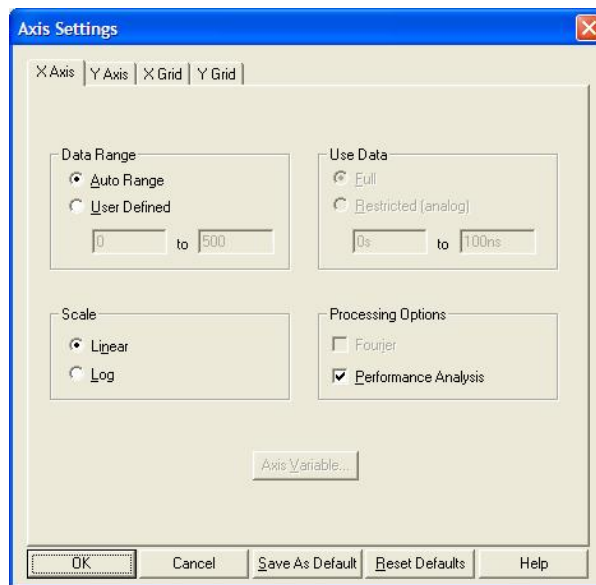 Axis Settings
X Axis Y Axis X Grid Y Grid
Data Range
Auto Range
User Defined
0 to 500
Use Data
Full
Restricted (analog)
0s to 100ns
Scale
Linear
Log
Processing Options
Fourier
Performance Analysis
Axis Variable...
OK Cancel Save As Default Reset Defaults Help